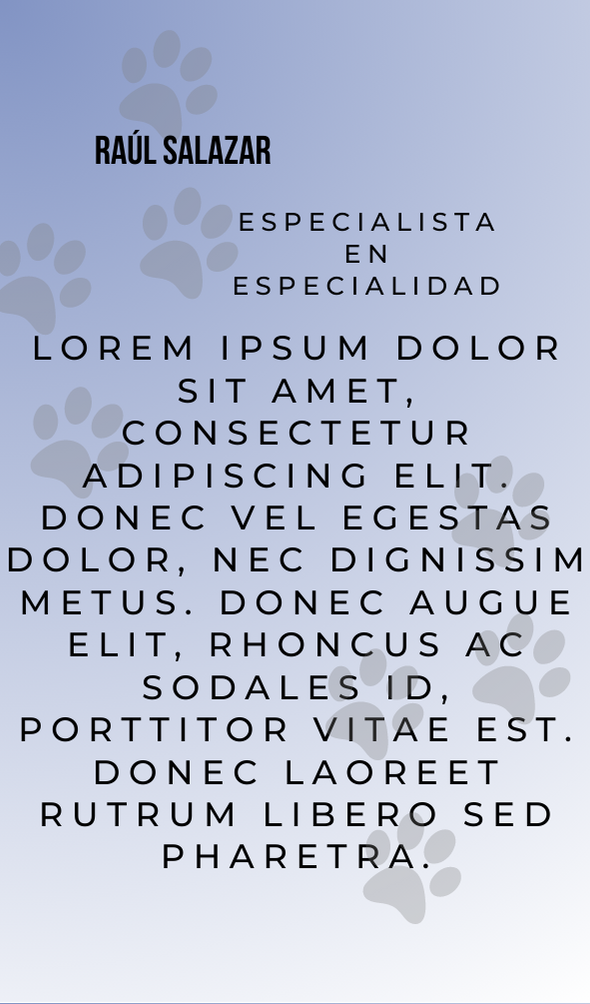 RAÚL SALAZAR
ESPECIALISTA
EN
ESPECIALIDAD
LOREM IPSUM DOLOR
SIT AMET,
CONSECTETUR
ADIPISCING ELIT.
DONEC VEL EGESTAS
DOLOR, NEC DIGNISSIM
METUS. DONEC AUGUE
ELIT, RHONCUS AC
SODALES ID,
PORTTITOR VITAE EST.
DONEC LAOREET
RUTRUM LIBERO SED
PHARETRA.